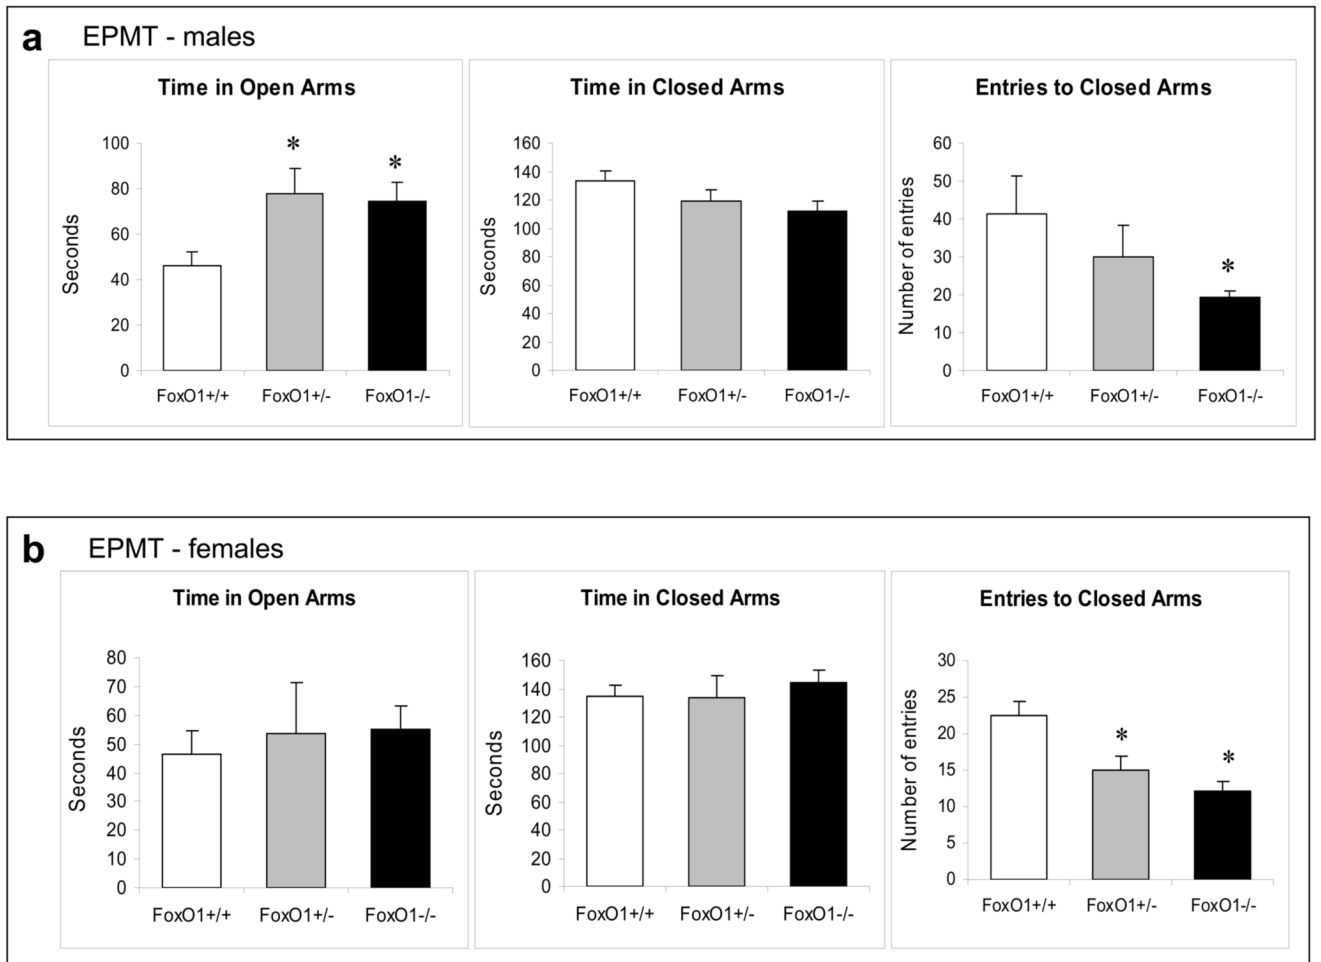 a EPMT - males
Time in Open Arms
Seconds
100
80
60
40
20
0
*
*
FoxO1+/+ FoxO1+/- FoxO1-/-
Time in Closed Arms
Seconds
160
140
120
100
80
60
40
20
0
FoxO1+/+ FoxO1+/- FoxO1-/-
Entries to Closed Arms
Number of entries
60
50
40
30
20
10
0
*
FoxO1+/+ FoxO1+/- FoxO1-/-
b EPMT - females
Time in Open Arms
Seconds
80
70
60
50
40
30
20
10
0
FoxO1+/+ FoxO1+/- FoxO1-/-
Time in Closed Arms
Seconds
160
140
120
100
80
60
40
20
0
FoxO1+/+ FoxO1+/- FoxO1-/-
Entries to Closed Arms
Number of entries
30
25
20
15
10
5
0
*
*
FoxO1+/+ FoxO1+/- FoxO1-/-